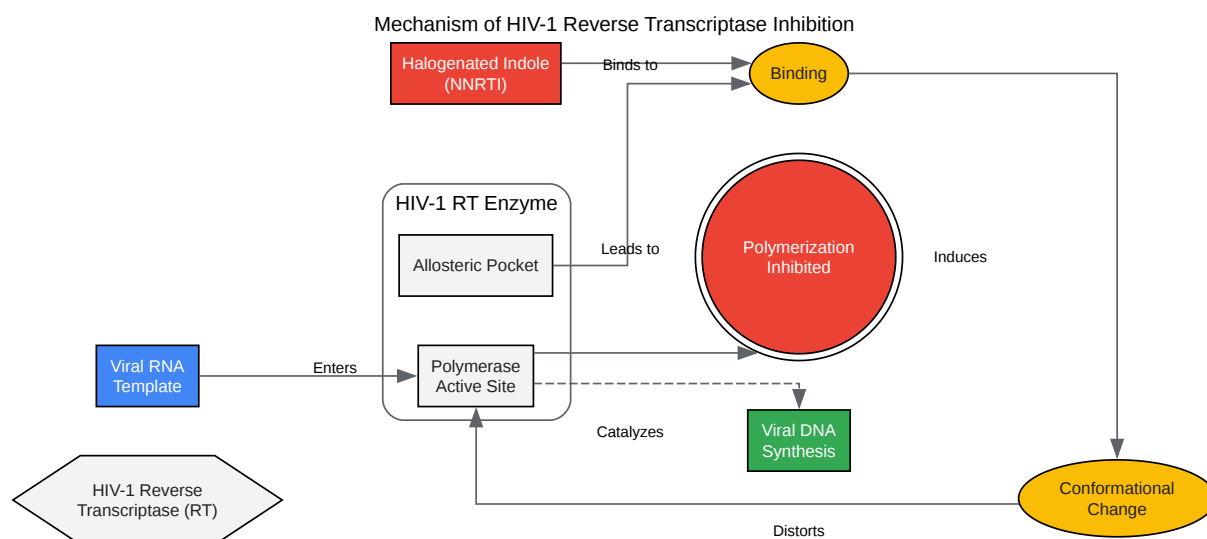 Mechanism of HIV-1 Reverse Transcriptase Inhibition
Halogenated Indole
(NNRTI)
Binds to
Binding
HIV-1 RT Enzyme
Allosteric Pocket
Leads to
Polymerization
Inhibited
Induces
Viral RNA
Template
Enters
Polymerase
Active Site
Catalyzes
Viral DNA
Synthesis
HIV-1 Reverse
Transcriptase (RT)
Conformational
Change
Distorts